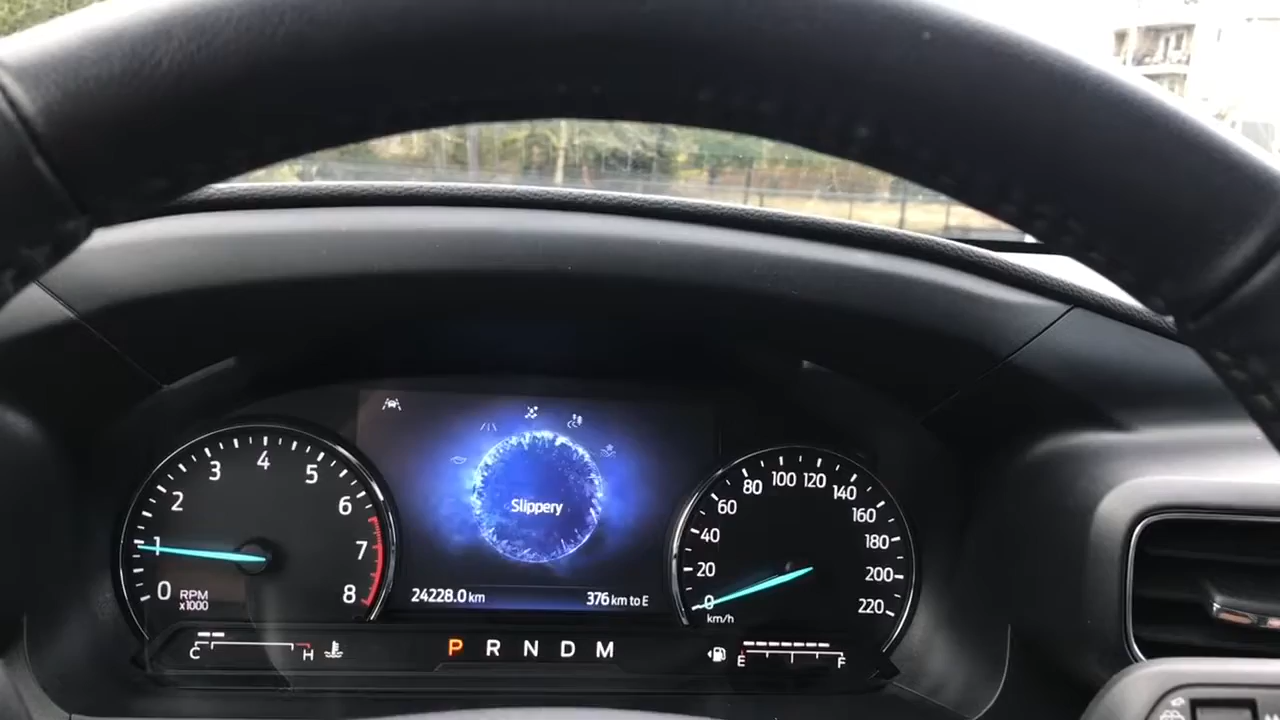 0 1 2 3 4 5 6 7 8
RPM
x1000
Slippery
24228.0 km
376 km to E
0 20 40 60 80 100 120 140 160 180 200 220
km/h
C H
P R N D M
E F